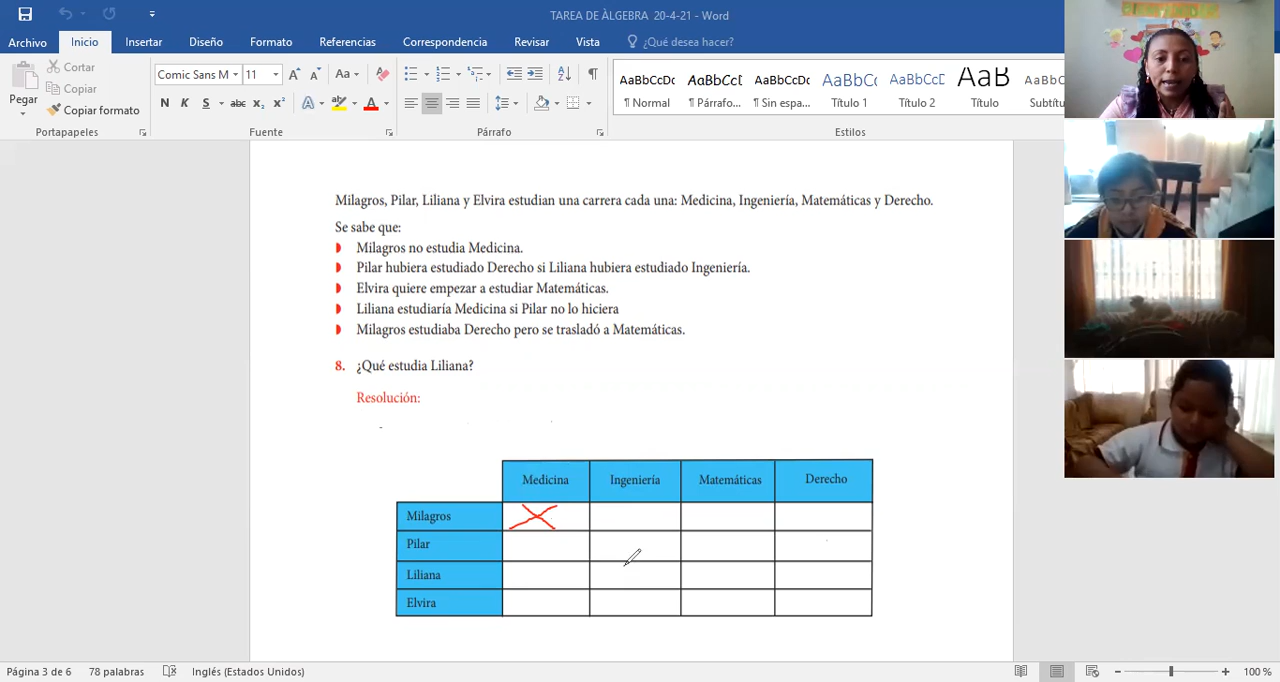 TAREA DE ÀLGEBRA 20-4-21 - Word
Archivo Inicio Insertar Diseño Formato Referencias Correspondencia Revisar Vista ¿Qué desea hacer?
Pegar
Cortar
Copiar
Copiar formato
Portapapeles
Comic Sans M 11
Fuente
Párrafo
AaBbCcDc AaBbCcI AaBbCcDc AaBbC AaBbCcD AaB AaBbC
¶ Normal ¶ Párrafo... ¶ Sin espa... Título 1 Título 2 Título Subtítu
Estilos
Milagros, Pilar, Liliana y Elvira estudian una carrera cada una: Medicina, Ingeniería, Matemáticas y Derecho.
Se sabe que:
Milagros no estudia Medicina.
Pilar hubiera estudiado Derecho si Liliana hubiera estudiado Ingeniería.
Elvira quiere empezar a estudiar Matemáticas.
Liliana estudiaría Medicina si Pilar no lo hiciera
Milagros estudiaba Derecho pero se trasladó a Matemáticas.
8. ¿Qué estudia Liliana?
Resolución:
Medicina Ingeniería Matemáticas Derecho
Milagros
Pilar
Liliana
Elvira
Página 3 de 6 78 palabras Inglés (Estados Unidos) 100 %